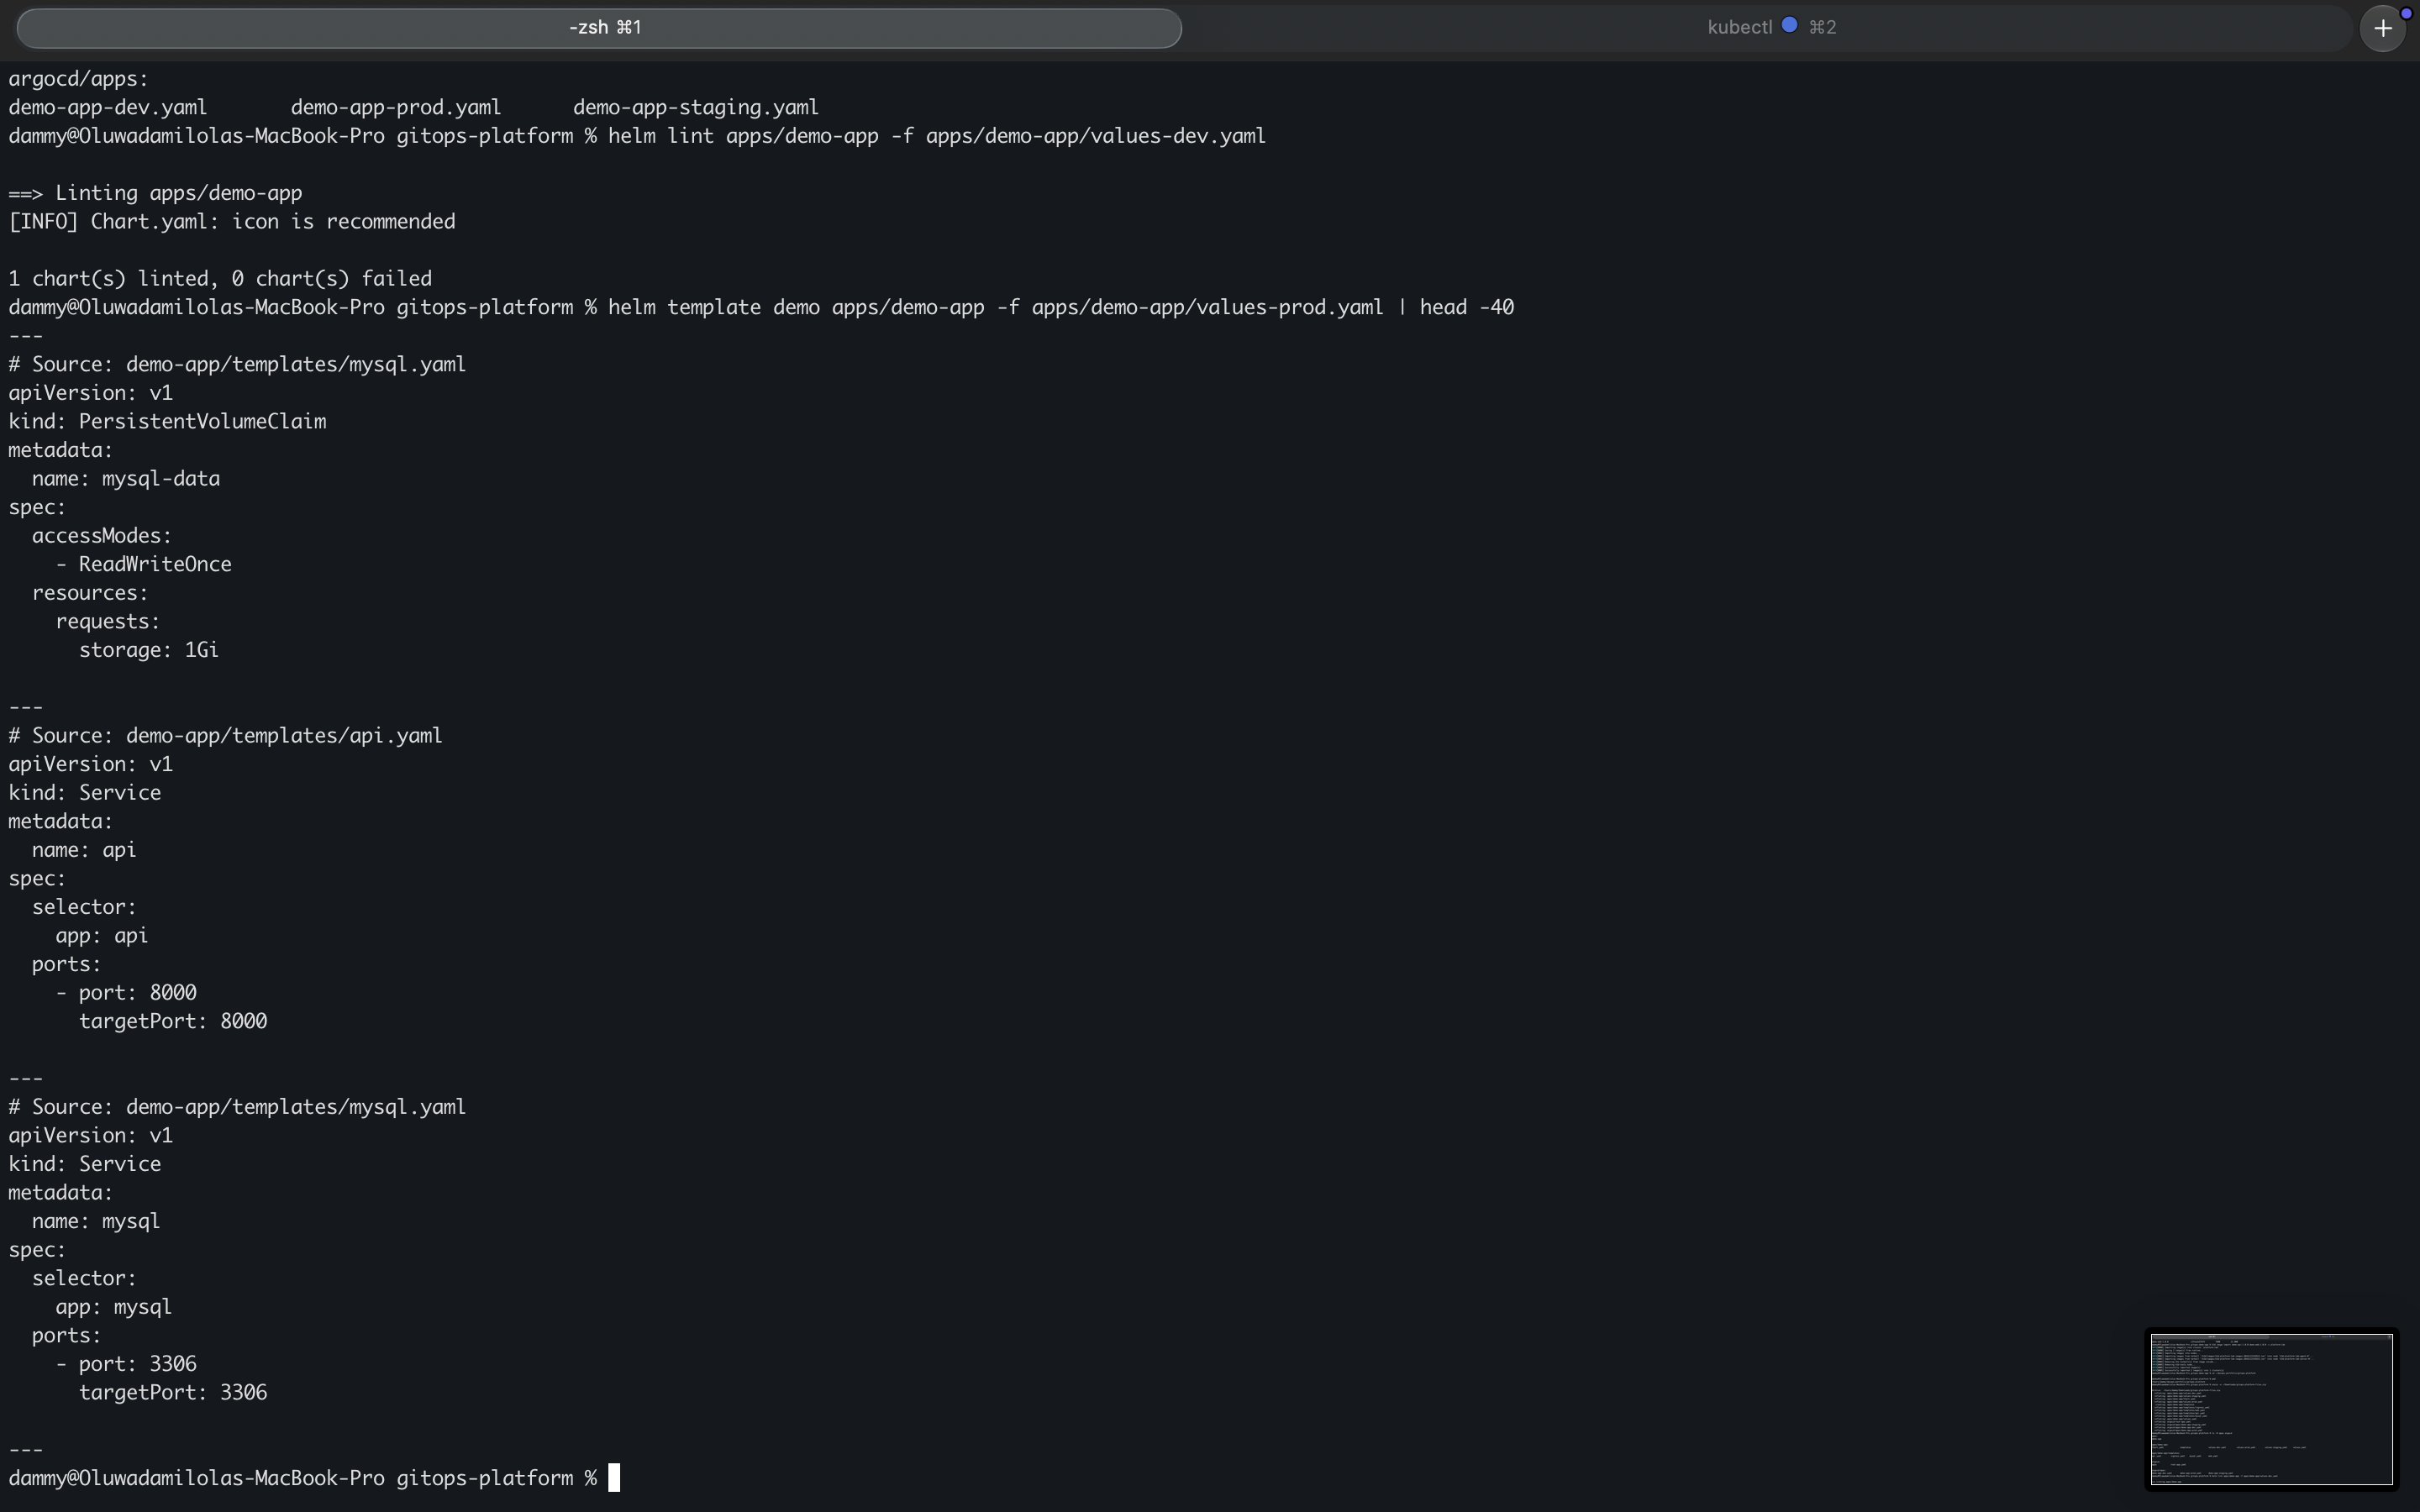 -zsh ⌘1
kubectl ⌘2
+
argocd/apps:
demo-app-dev.yaml       demo-app-prod.yaml      demo-app-staging.yaml
dammy@Oluwadamilolas-MacBook-Pro gitops-platform % helm lint apps/demo-app -f apps/demo-app/values-dev.yaml

==> Linting apps/demo-app
[INFO] Chart.yaml: icon is recommended

1 chart(s) linted, 0 chart(s) failed
dammy@Oluwadamilolas-MacBook-Pro gitops-platform % helm template demo apps/demo-app -f apps/demo-app/values-prod.yaml | head -40
---
# Source: demo-app/templates/mysql.yaml
apiVersion: v1
kind: PersistentVolumeClaim
metadata:
  name: mysql-data
spec:
  accessModes:
    - ReadWriteOnce
  resources:
    requests:
      storage: 1Gi

---
# Source: demo-app/templates/api.yaml
apiVersion: v1
kind: Service
metadata:
  name: api
spec:
  selector:
    app: api
  ports:
    - port: 8000
      targetPort: 8000

---
# Source: demo-app/templates/mysql.yaml
apiVersion: v1
kind: Service
metadata:
  name: mysql
spec:
  selector:
    app: mysql
  ports:
    - port: 3306
      targetPort: 3306

---
dammy@Oluwadamilolas-MacBook-Pro gitops-platform %